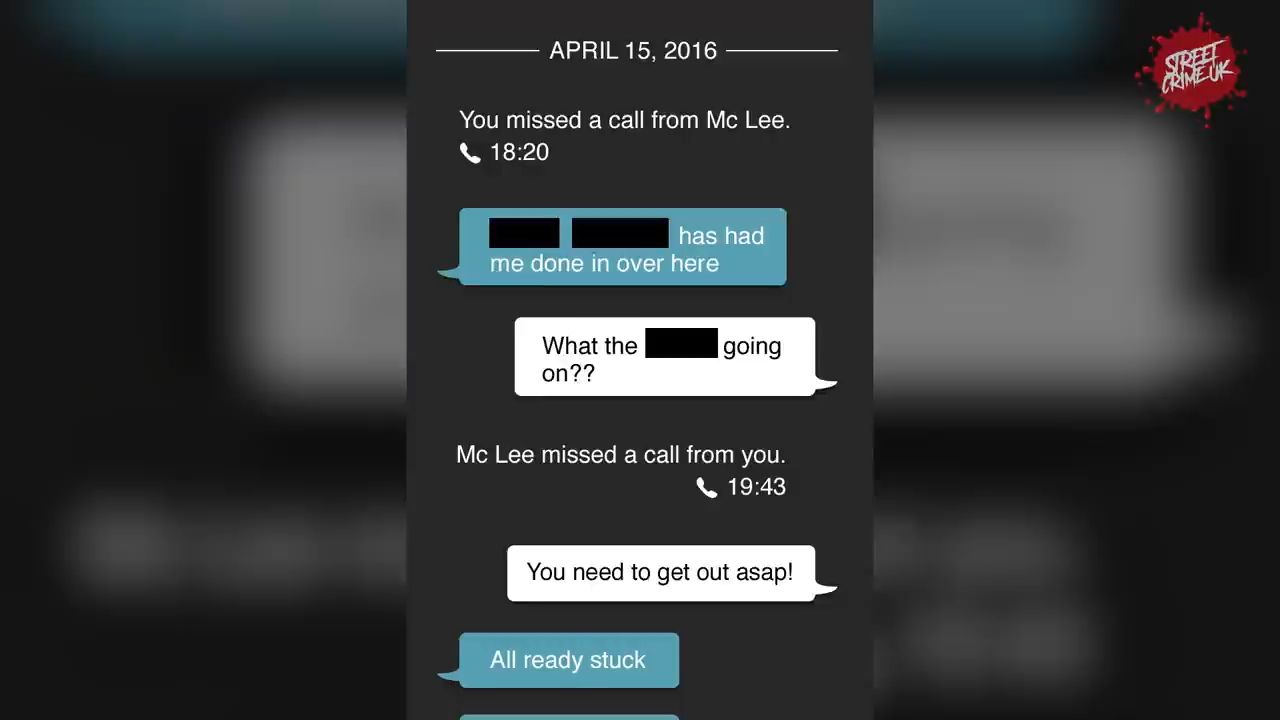 APRIL 15, 2016
STREET
CRIME UK
You missed a call from Mc Lee.
18:20
has had
me done in over here
What the going
on??
Mc Lee missed a call from you.
19:43
You need to get out asap!
All ready stuck